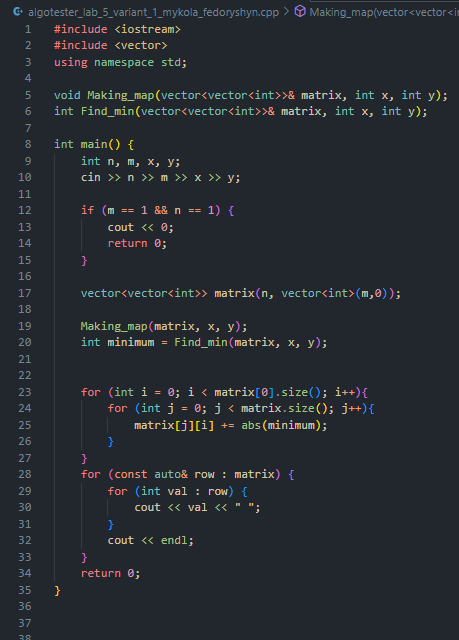 algotester_lab_5_variant_1_mykola_fedoryshyn.cpp > Making_map(vector<vector<
1 #include <iostream>
2 #include <vector>
3 using namespace std;
4
5 void Making_map(vector<vector<int>>& matrix, int x, int y);
6 int Find_min(vector<vector<int>>& matrix, int x, int y);
7
8 int main() {
9     int n, m, x, y;
10     cin >> n >> m >> x >> y;
11
12     if (m == 1 && n == 1) {
13         cout << 0;
14         return 0;
15     }
16
17     vector<vector<int>> matrix(n, vector<int>(m,0));
18
19     Making_map(matrix, x, y);
20     int minimum = Find_min(matrix, x, y);
21
22
23     for (int i = 0; i < matrix[0].size(); i++){
24         for (int j = 0; j < matrix.size(); j++){
25             matrix[j][i] += abs(minimum);
26         }
27     }
28     for (const auto& row : matrix) {
29         for (int val : row) {
30             cout << val << " ";
31         }
32         cout << endl;
33     }
34     return 0;
35 }
36
37
38